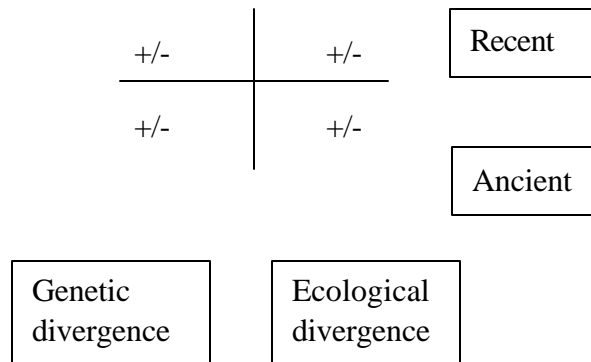 +/- +/-
Recent
+/- +/-
Ancient
Genetic
divergence
Ecological
divergence